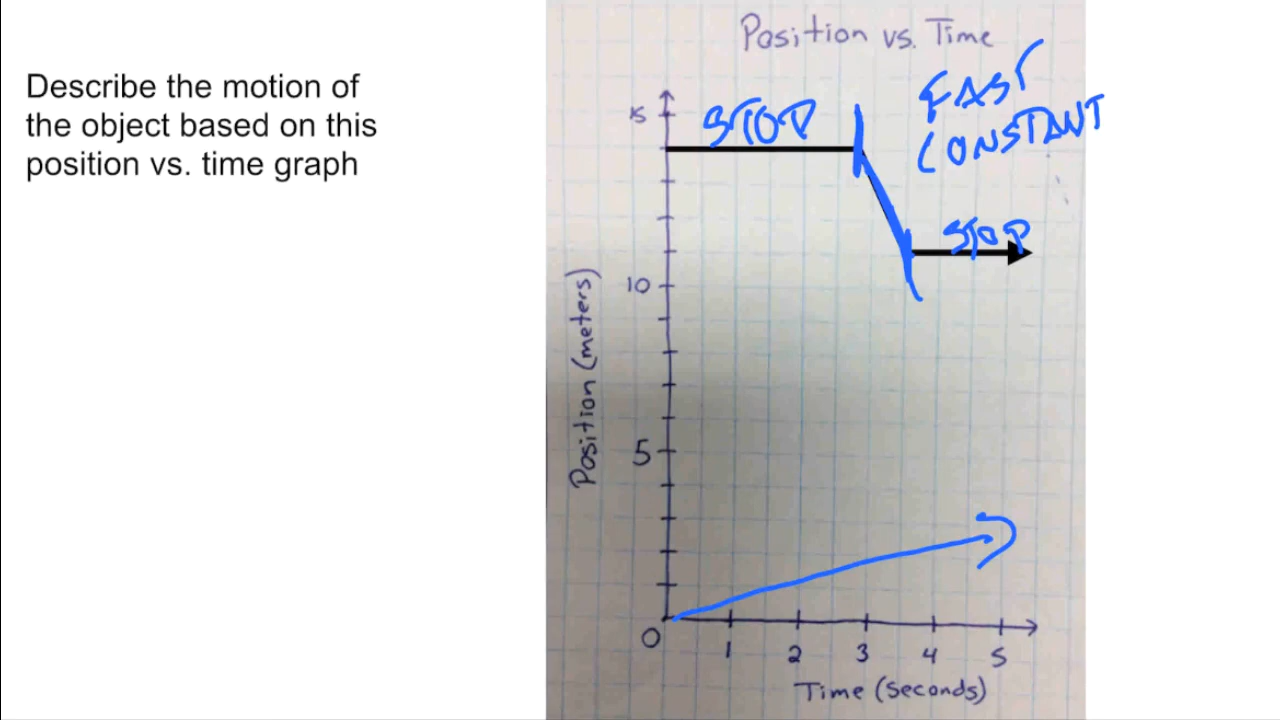 Describe the motion of
the object based on this
position vs. time graph
Position vs. Time
STOP
FAST
CONSTANT
STOP
15
10
5
0
1 2 3 4 5
Position (meters)
Time (seconds)